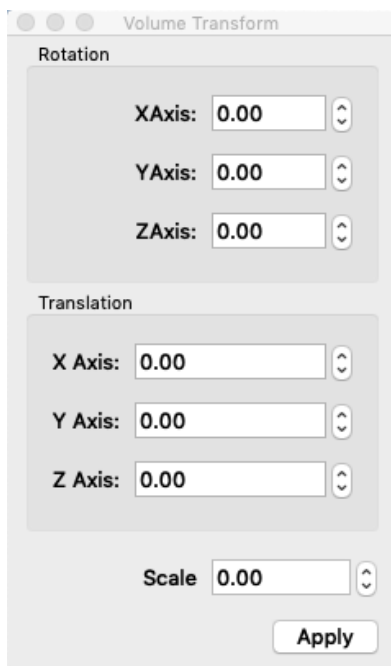 Volume Transform
Rotation
XAxis: 0.00
YAxis: 0.00
ZAxis: 0.00
Translation
X Axis: 0.00
Y Axis: 0.00
Z Axis: 0.00
Scale 0.00
Apply